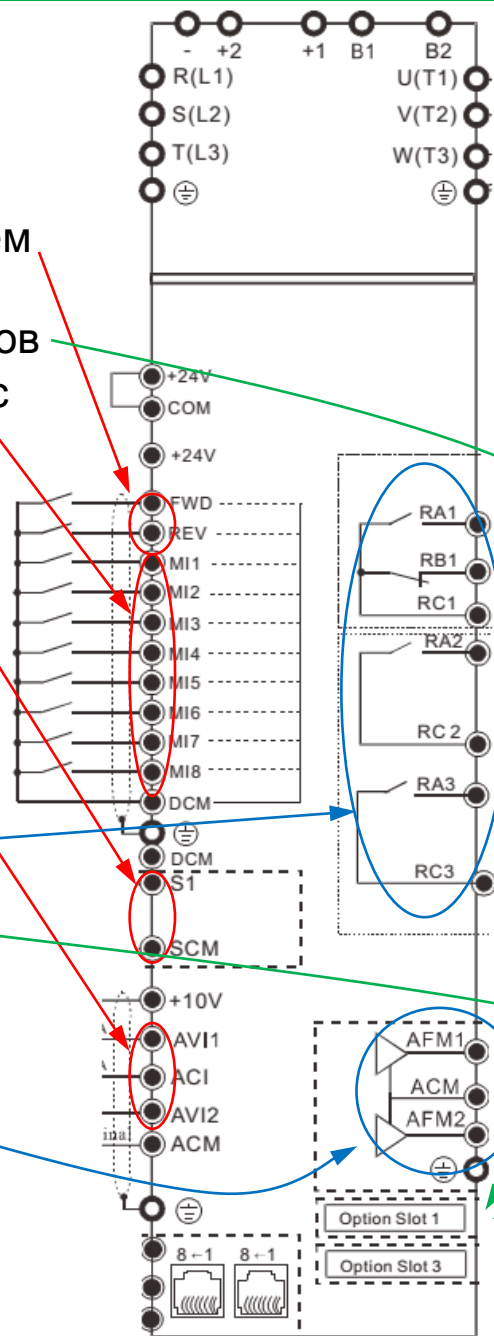 - +2 +1 B1 B2
R(L1) U(T1)
S(L2) V(T2)
T(L3) W(T3)
ем
ов
с
+24V
COM
+24V
FWD
REV
MI1
MI2
MI3
MI4
MI5
MI6
MI7
MI8
DCM
DCM
S1
SCM
RA1
RB1
RC1
RA2
RC 2
RA3
RC3
+10V
AVI1
ACI
AVI2
ACM
AFM1
ACM
AFM2
Option Slot 1
Option Slot 3
8←1 8←1